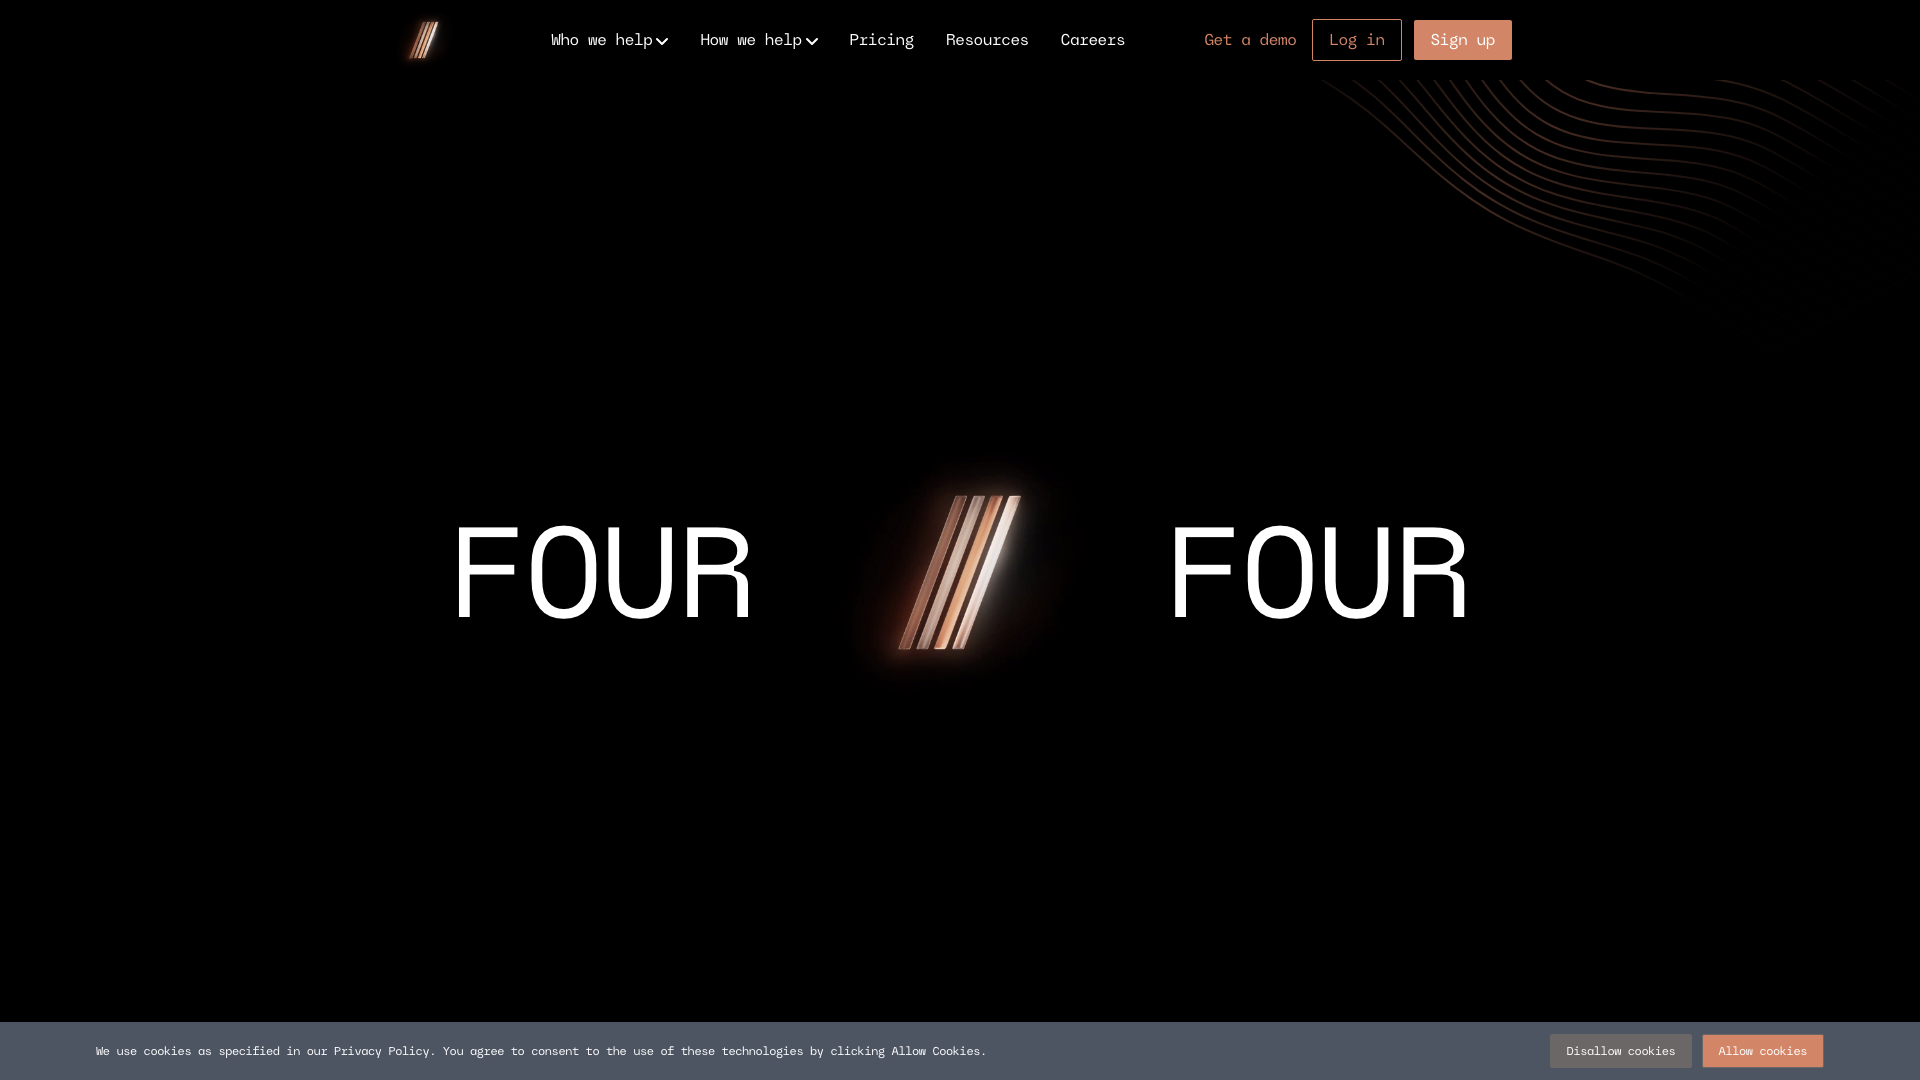 Who we help How we help Pricing Resources Careers Get a demo Log in Sign up
FOUR FOUR
We use cookies as specified in our Privacy Policy. You agree to consent to the use of these technologies by clicking Allow Cookies. Disallow cookies Allow cookies